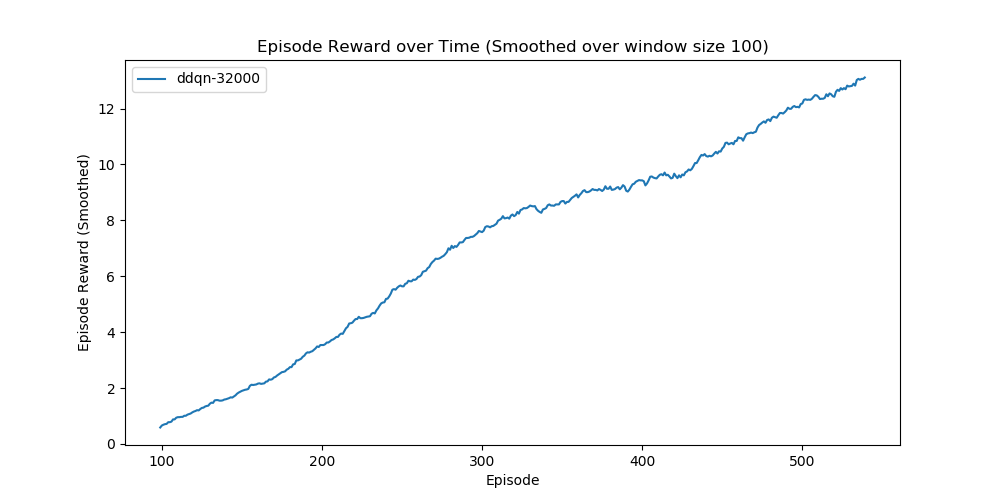 Episode Reward over Time (Smoothed over window size 100)
ddqn-32000
Episode Reward (Smoothed)
12
10
8
6
4
2
0
100 200 300 400 500
Episode